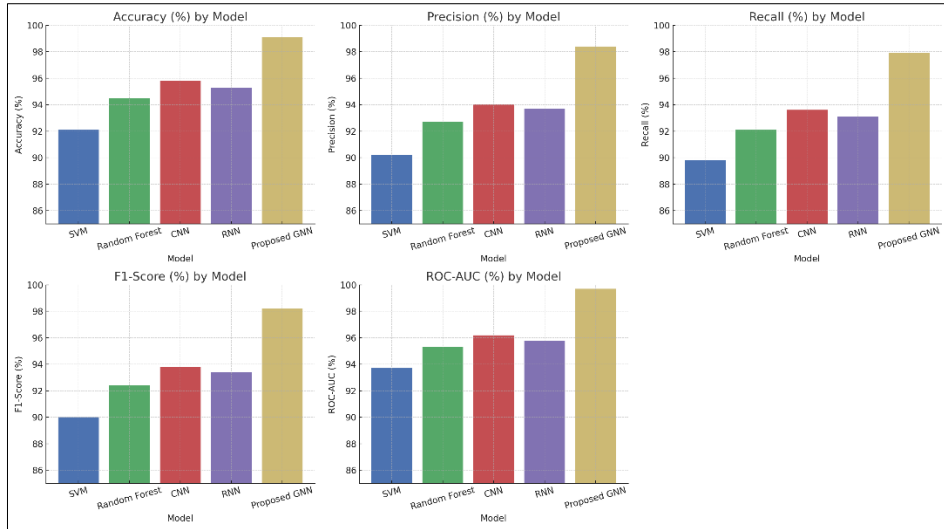 Accuracy (%) by Model
100
98
96
94
92
90
88
86
Accuracy (%)
SVM
Random Forest
CNN
RNN
Proposed GNN
Model
Precision (%) by Model
100
98
96
94
92
90
88
86
Precision (%)
SVM
Random Forest
CNN
RNN
Proposed GNN
Model
Recall (%) by Model
100
98
96
94
92
90
88
86
Recall (%)
SVM
Random Forest
CNN
RNN
Proposed GNN
Model
F1-Score (%) by Model
100
98
96
94
92
90
88
86
F1-Score (%)
SVM
Random Forest
CNN
RNN
Proposed GNN
Model
ROC-AUC (%) by Model
100
98
96
94
92
90
88
86
ROC-AUC (%)
SVM
Random Forest
CNN
RNN
Proposed GNN
Model